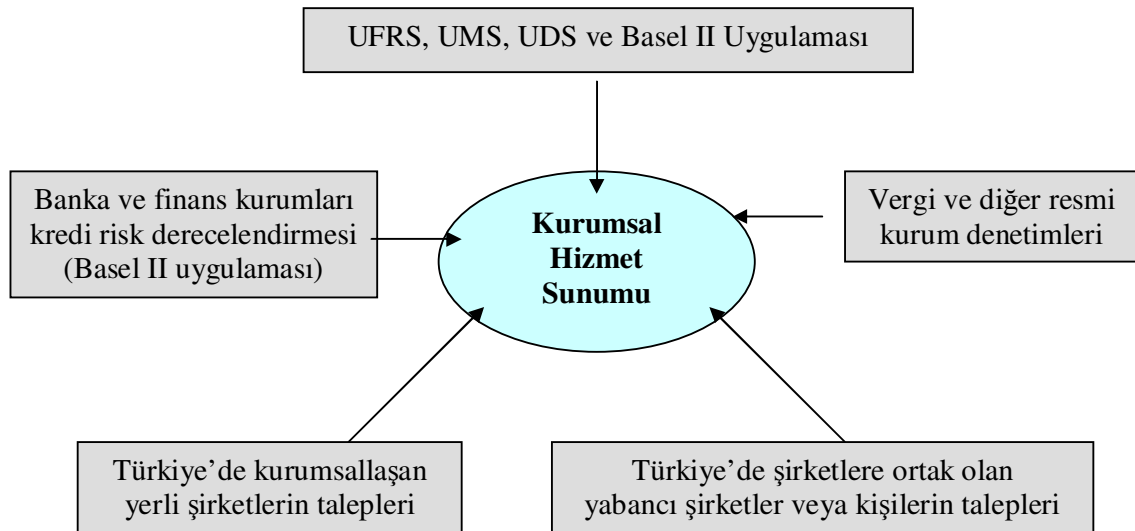 UFRS, UMS, UDS ve Basel II Uygulaması
Banka ve finans kurumları
kredi risk derecelendirmesi
(Basel II uygulaması)
Kurumsal
Hizmet
Sunumu
Vergi ve diğer resmi
kurum denetimleri
Türkiye’de kurumsallaşan
yerli şirketlerin talepleri
Türkiye’de şirketlere ortak olan
yabancı şirketler veya kişilerin talepleri